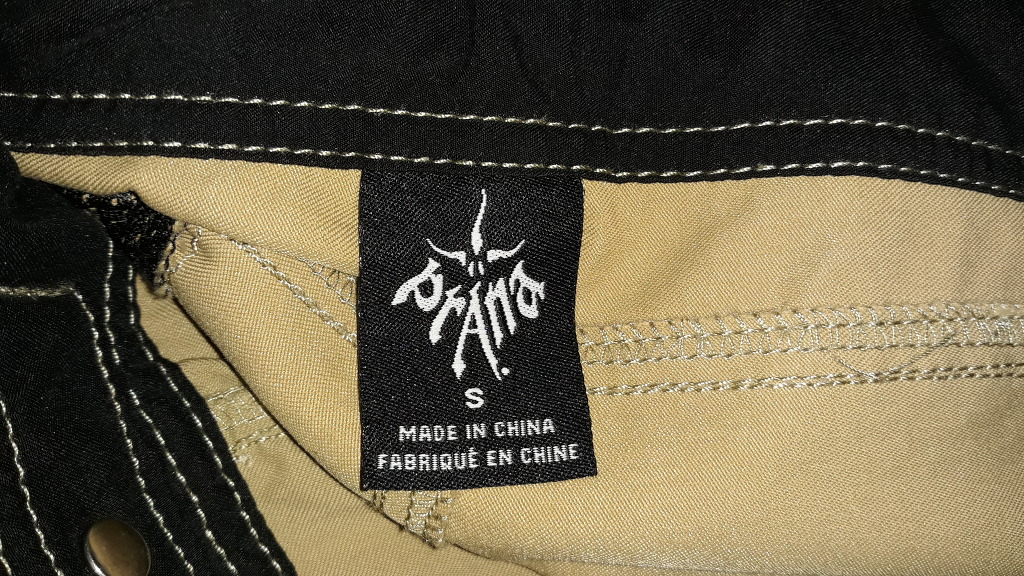 prAna
S
MADE IN CHINA
FABRIQUÉ EN CHINE